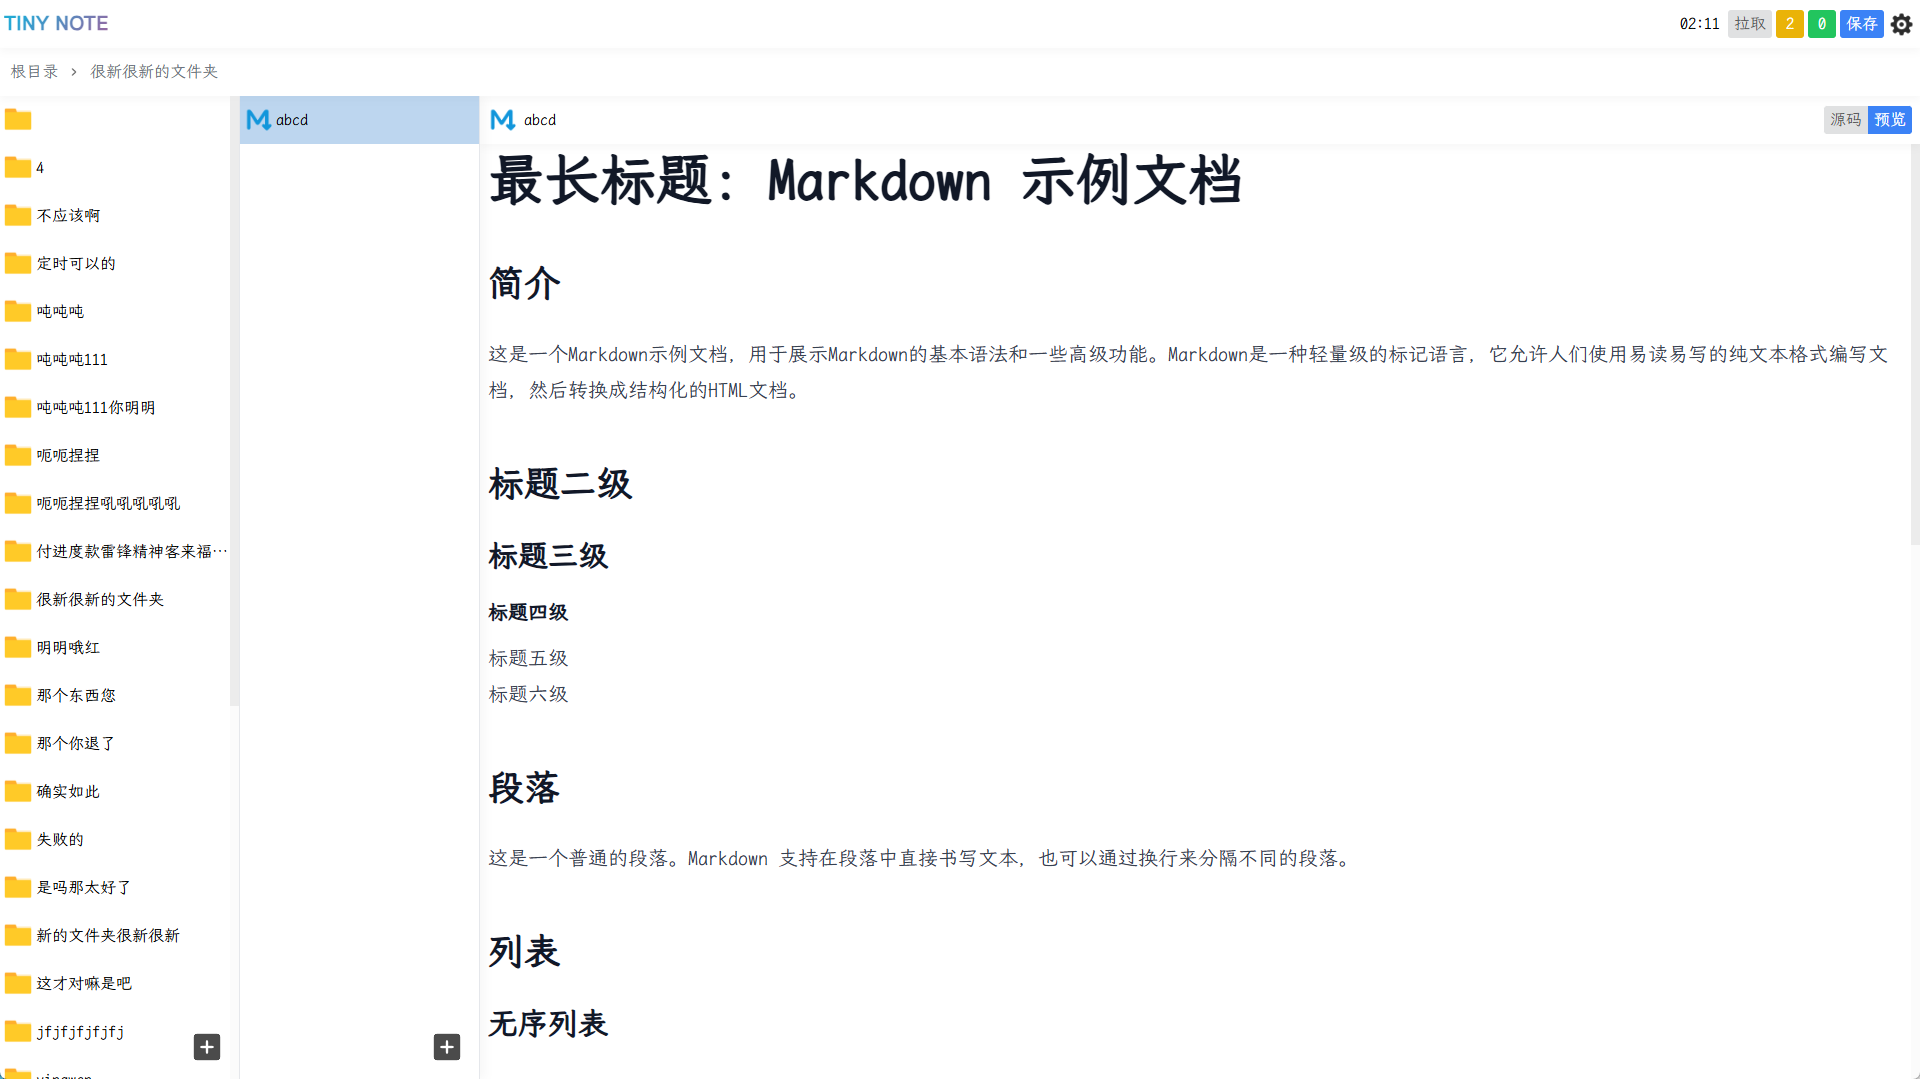 TINY NOTE
02:11 拉取 2 0 保存
根目录 › 很新很新的文件夹
4
不应该啊
定时可以的
吨吨吨
吨吨吨111
吨吨吨111你明明
呃呃捏捏
呃呃捏捏吼吼吼吼吼
付进度款雷锋精神客来福…
很新很新的文件夹
明明哦红
那个东西您
那个你退了
确实如此
失败的
是吗那太好了
新的文件夹很新很新
这才对嘛是吧
jfjfjfjfjfj
abcd
abcd
源码 预览
最长标题：Markdown 示例文档
简介
这是一个Markdown示例文档，用于展示Markdown的基本语法和一些高级功能。Markdown是一种轻量级的标记语言，它允许人们使用易读易写的纯文本格式编写文
档，然后转换成结构化的HTML文档。
标题二级
标题三级
标题四级
标题五级
标题六级
段落
这是一个普通的段落。Markdown 支持在段落中直接书写文本，也可以通过换行来分隔不同的段落。
列表
无序列表